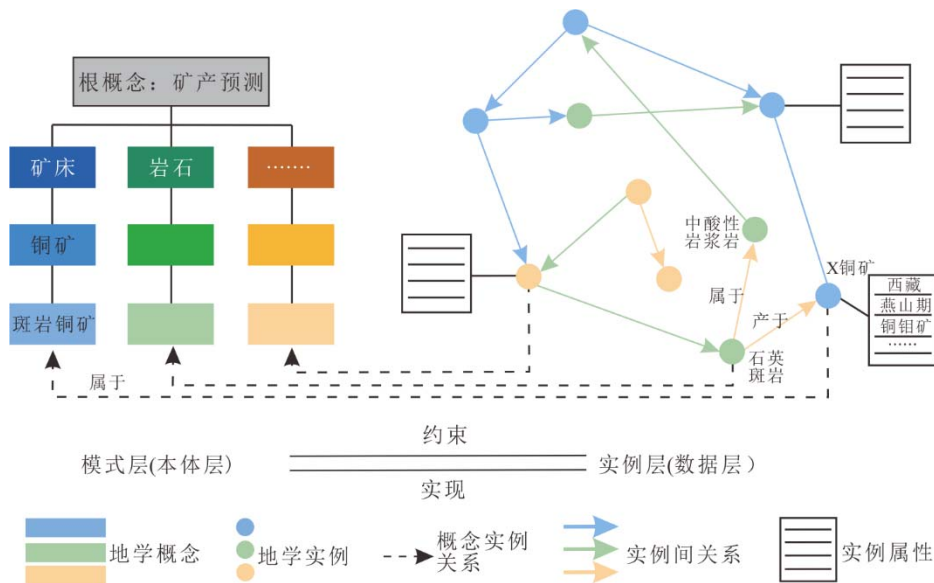 根概念：矿产预测
矿床
岩石
.......
铜矿
斑岩铜矿
中酸性
岩浆岩
X铜矿
西藏
燕山期
铜钼矿
......
属于
产于
石英
斑岩
属于
约束
模式层(本体层)
实例层(数据层）
实现
地学概念
地学实例
概念实例
关系
实例间关系
实例属性